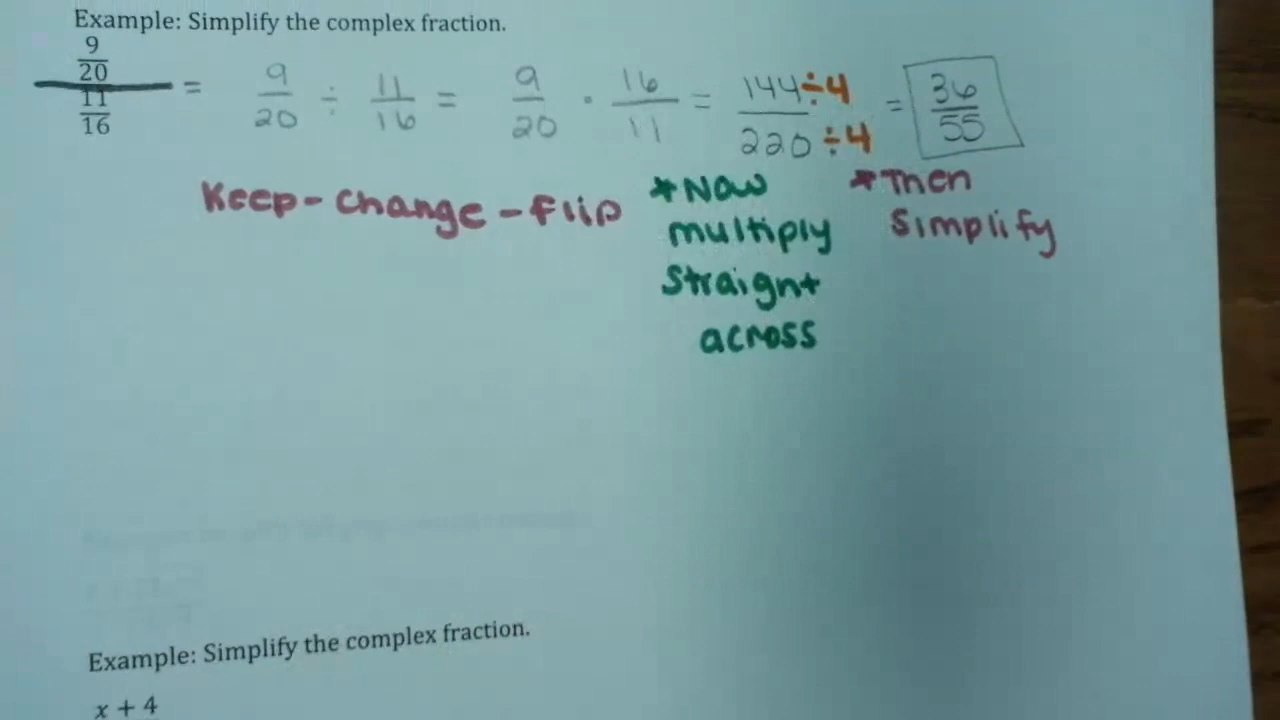 Example: Simplify the complex fraction.
9/20 / 11/16 = 9/20 ÷ 11/16 = 9/20 · 16/11 = 144÷4/220÷4 = 36/55
Keep-change-flip
*Now
multiply
straight
across
*Then
simplify
Example: Simplify the complex fraction.
x + 4